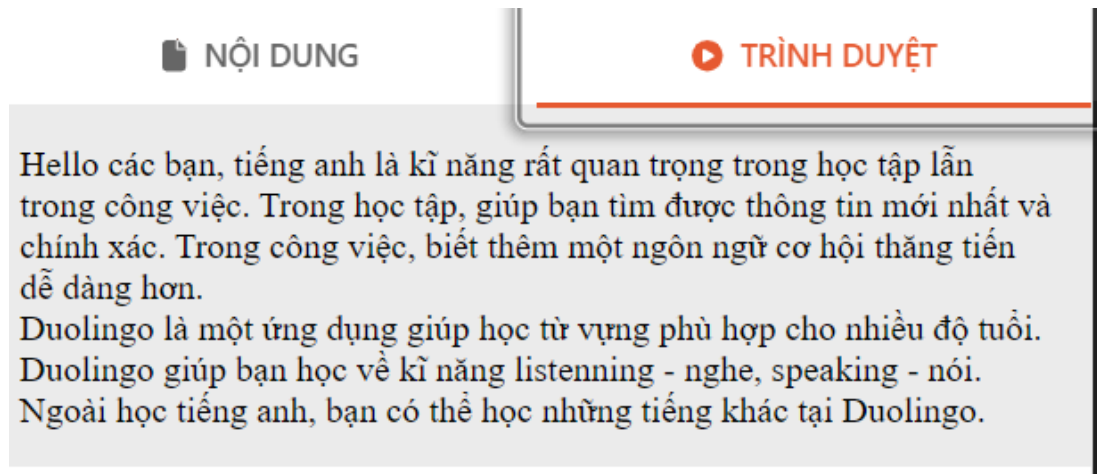 NỘI DUNG
TRÌNH DUYỆT
Hello các bạn, tiếng anh là kĩ năng rất quan trọng trong học tập lẫn
trong công việc. Trong học tập, giúp bạn tìm được thông tin mới nhất và
chính xác. Trong công việc, biết thêm một ngôn ngữ cơ hội thăng tiến
dễ dàng hơn.
Duolingo là một ứng dụng giúp học từ vựng phù hợp cho nhiều độ tuổi.
Duolingo giúp bạn học về kĩ năng listenning - nghe, speaking - nói.
Ngoài học tiếng anh, bạn có thể học những tiếng khác tại Duolingo.